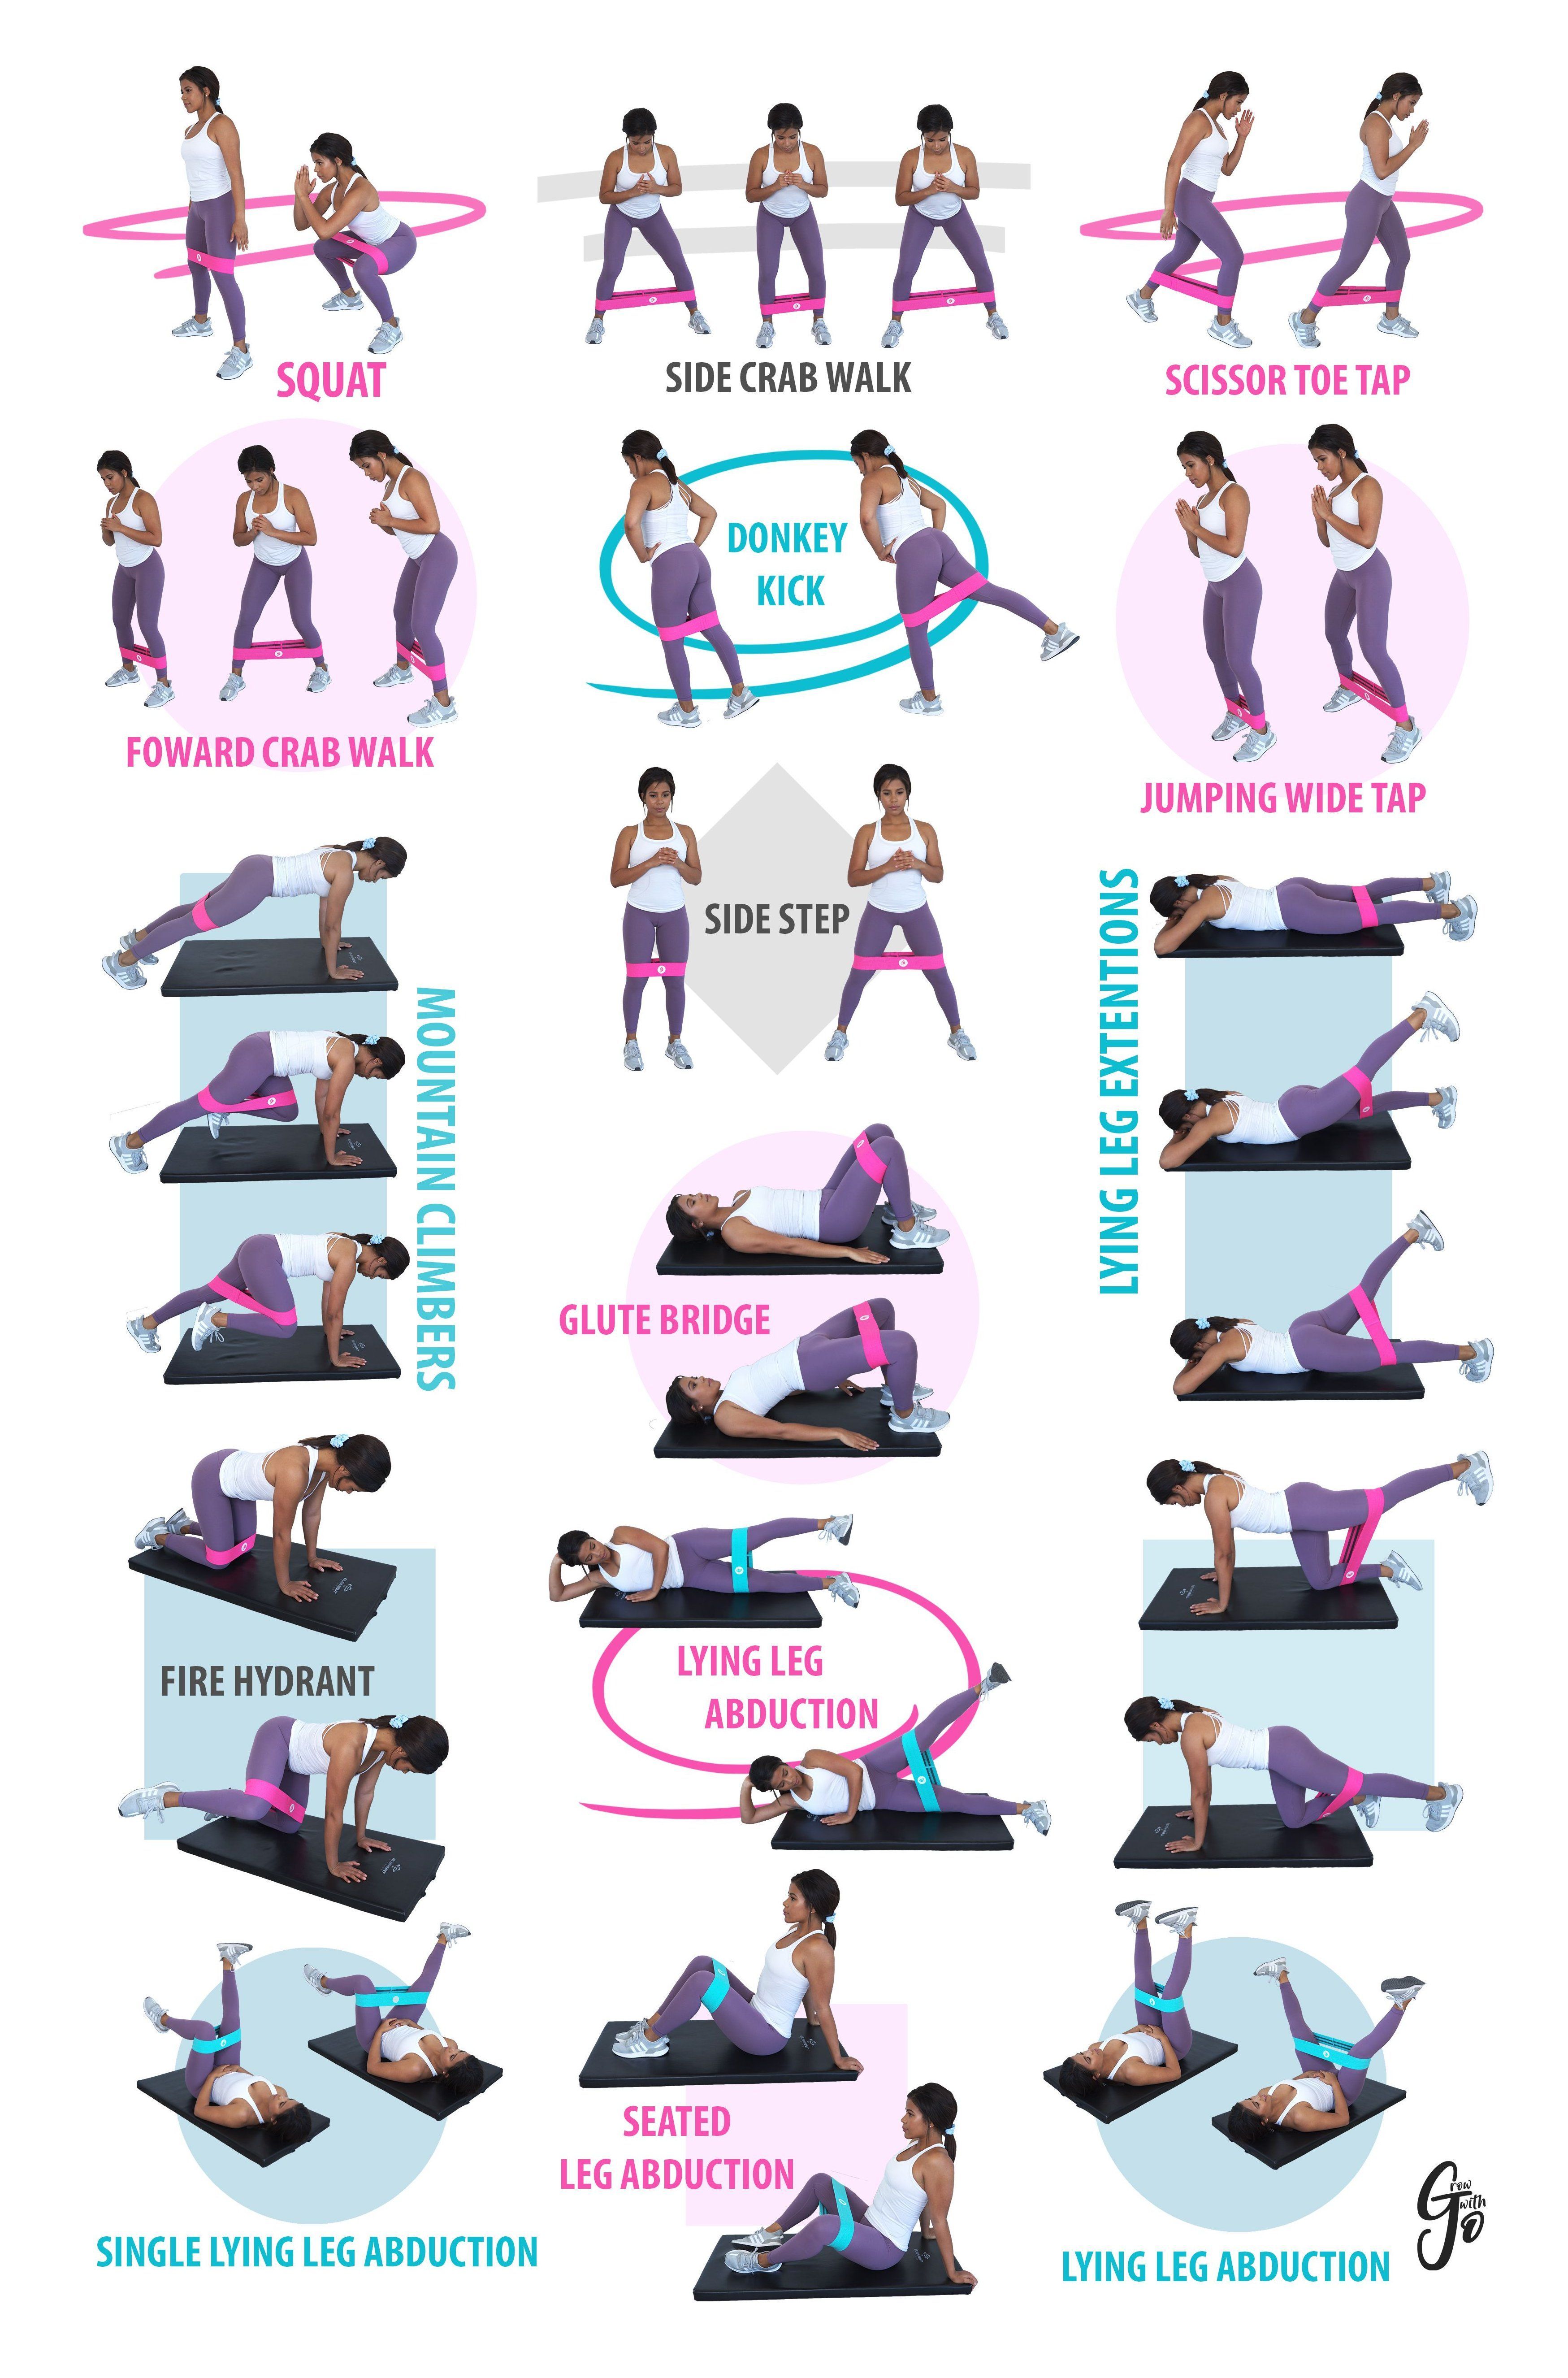 SQUAT
SIDE CRAB WALK
SCISSOR TOE TAP
FOWARD CRAB WALK
DONKEY
KICK
JUMPING WIDE TAP
MOUNTAIN CLIMBERS
SIDE STEP
LYING LEG EXTENTIONS
GLUTE BRIDGE
FIRE HYDRANT
LYING LEG
ABDUCTION
SINGLE LYING LEG ABDUCTION
SEATED
LEG ABDUCTION
LYING LEG ABDUCTION
Grow
with
Jo